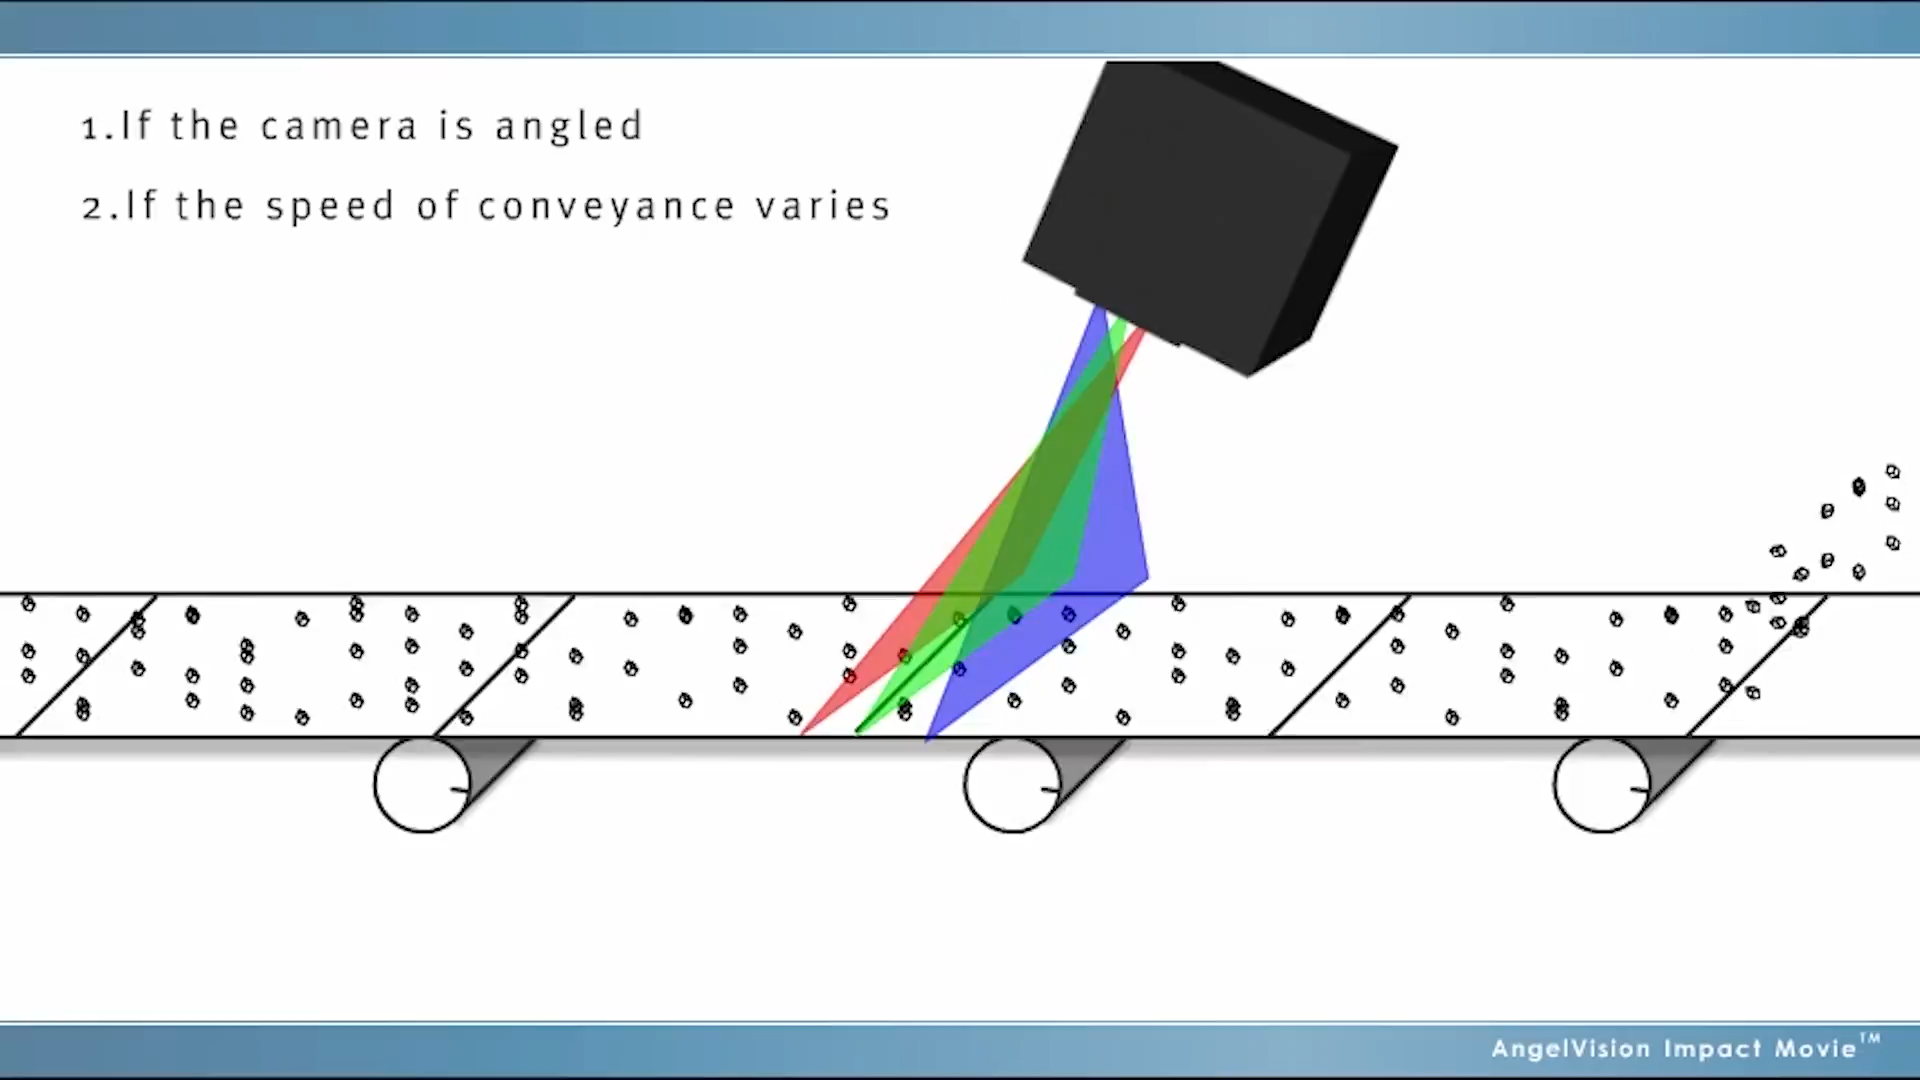 1.If the camera is angled
2.If the speed of conveyance varies
AngelVision Impact Movie™